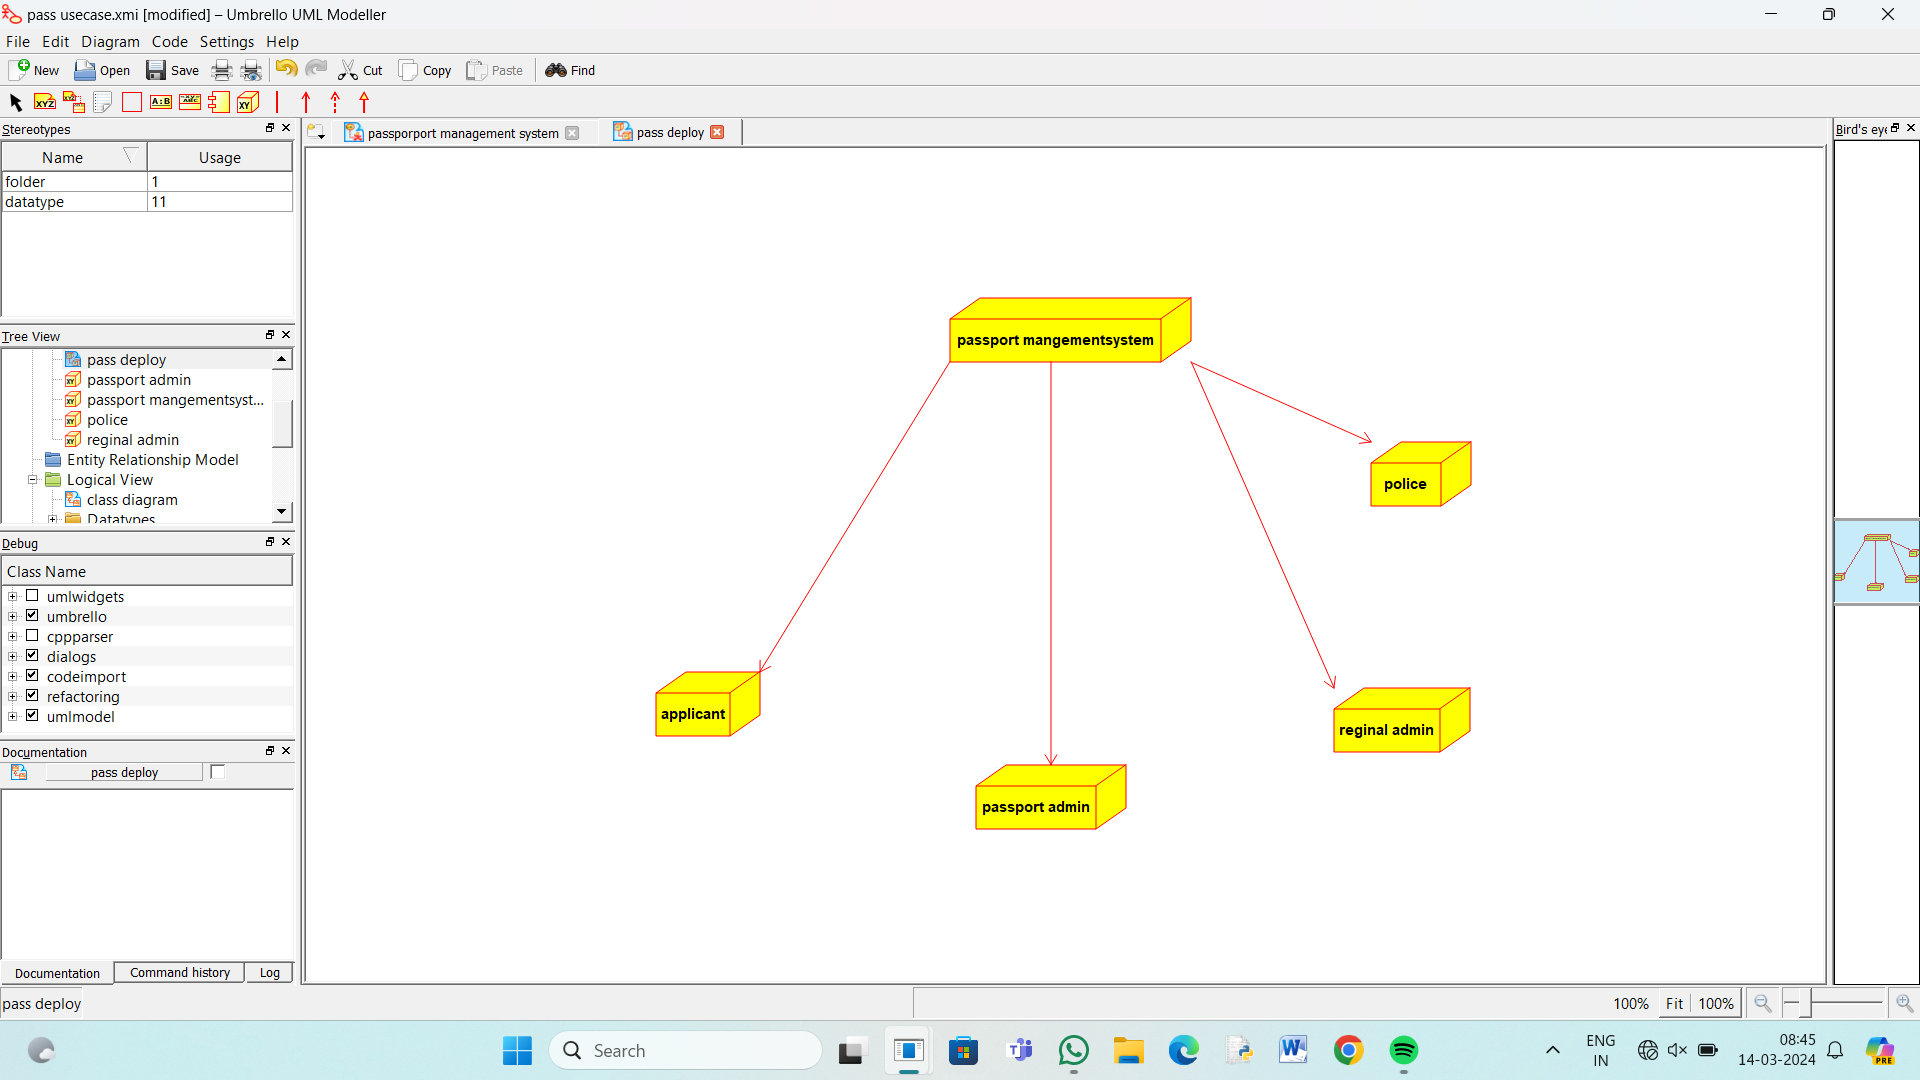 pass usecase.xmi [modified] – Umbrello UML Modeller
File Edit Diagram Code Settings Help
New Open Save Cut Copy Paste Find
XYZ A:B ABC XY
Stereotypes
Name Usage
folder 1
datatype 11
Tree View
pass deploy
passport admin
passport mangementsyst...
police
reginal admin
Entity Relationship Model
Logical View
class diagram
Datatypes
Debug
Class Name
umlwidgets
umbrello
cppparser
dialogs
codeimport
refactoring
umlmodel
Documentation
pass deploy
Documentation Command history Log
passporport management system pass deploy
passport mangementsystem
police
applicant
reginal admin
passport admin
Bird's eye
pass deploy
100% Fit 100%
Search
ENG
IN
08:45
14-03-2024
PRE